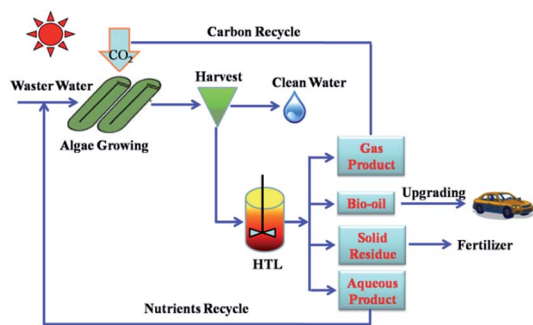 Carbon Recycle
CO2
Waster Water
Harvest
Clean Water
Algae Growing
Gas
Product
Bio-oil
Upgrading
Solid
Residue
Fertilizer
HTL
Aqueous
Product
Nutrients Recycle